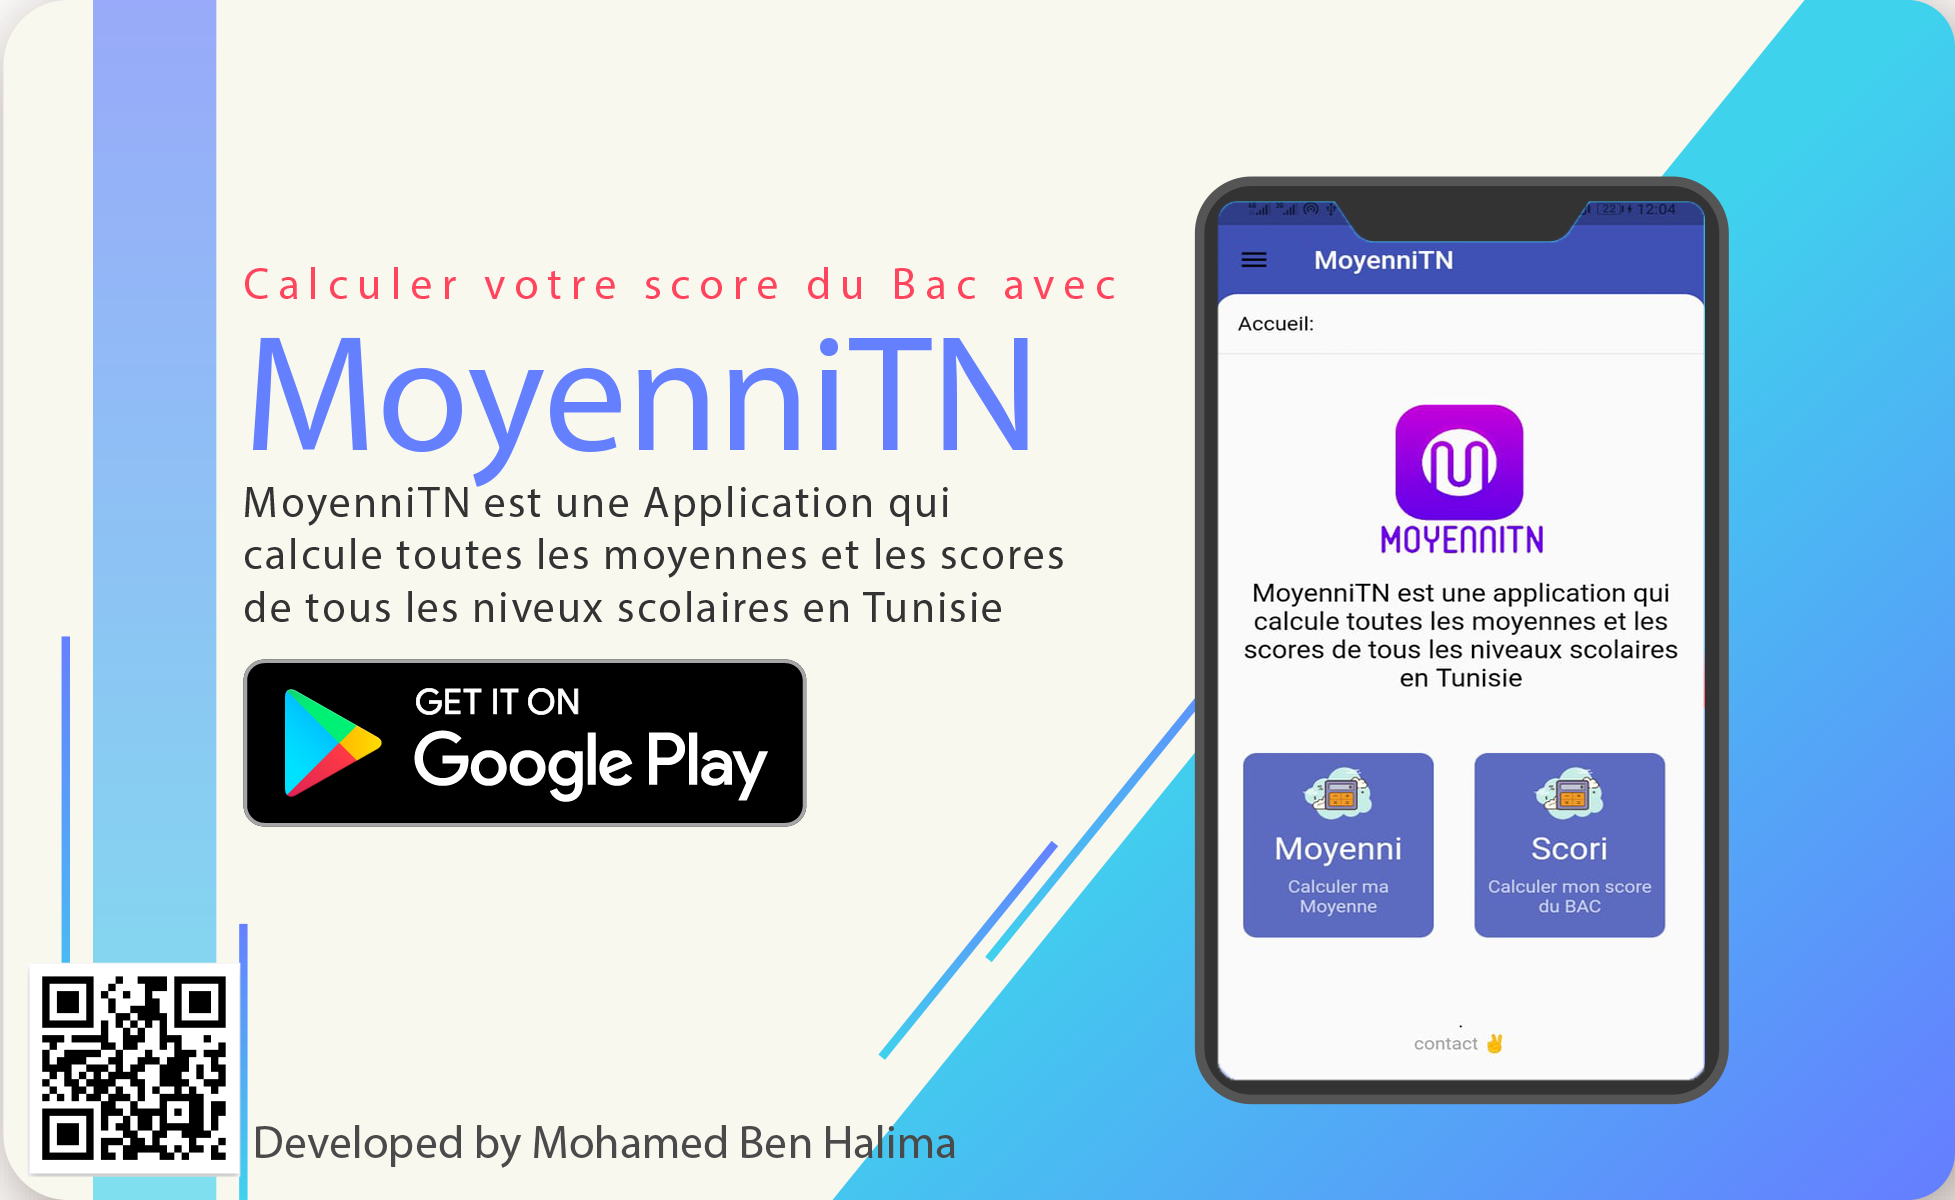 Calculer votre score du Bac avec
MoyenniTN
MoyenniTN est une Application qui
calcule toutes les moyennes et les scores
de tous les niveux scolaires en Tunisie
GET IT ON
Google Play
Developed by Mohamed Ben Halima
22 12:04
MoyenniTN
Accueil:
MOYENNITN
MoyenniTN est une application qui
calcule toutes les moyennes et les
scores de tous les niveaux scolaires
en Tunisie
Moyenni
Calculer ma
Moyenne
Scori
Calculer mon score
du BAC
.
contact ✌